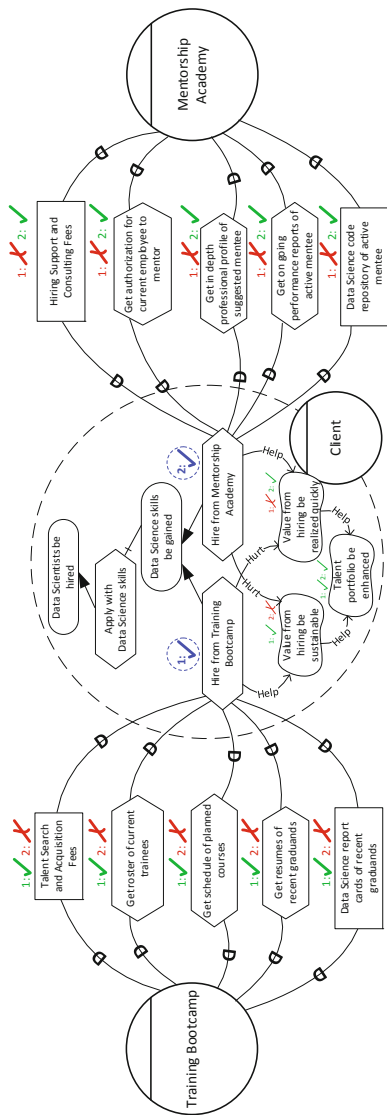 Training Bootcamp
1:✓ 2:✗
Talent Search
and Acquisition
Fees
1:✓ 2:✗
Get roster of current
trainees
1:✓ 2:✗
Get schedule of planned
courses
1:✓ 2:✗
Get resumes of
recent graduands
1:✓ 2:✗
Data Science report
cards of recent
graduands
D
D
D
D
D
D
D
D
D
D
Data Scientists be
hired
Apply with
Data Science skills
Data Science skills
be gained
1:✓
Hire from Training
Bootcamp
2:✓
Hire from Mentorship
Academy
Help
Hurt
Hurt
Help
1:✓ 2:✗
Value from
hiring be
sustainable
1:✗ 2:✓
Value from
hiring be
realized quickly
Help
Help
1:✓ 2:✓
Talent
portfolio be
enhanced
Client
1:✗ 2:✓
Hiring Support and
Consulting Fees
1:✗ 2:✓
Get authorization for
current employee to
mentor
1:✗ 2:✓
Get in depth
professional profile of
suggested mentee
1:✗ 2:✓
Get on going
performance reports of
active mentee
1:✗ 2:✓
Data Science code
repository of active
mentee
D
D
D
D
D
D
D
D
D
D
Mentorship
Academy